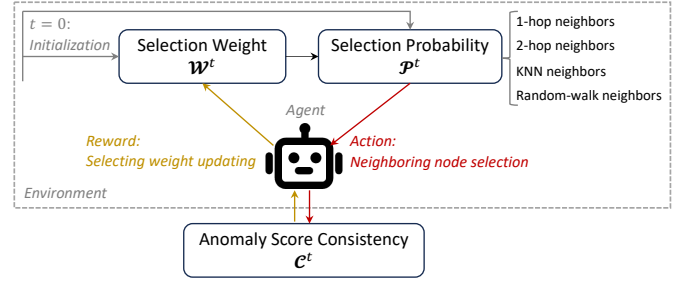 t = 0:
Initialization
Selection Weight
𝓦^t
Selection Probability
𝓟^t
1-hop neighbors
2-hop neighbors
KNN neighbors
Random-walk neighbors
Agent
Reward:
Selecting weight updating
Action:
Neighboring node selection
Environment
Anomaly Score Consistency
𝓒^t